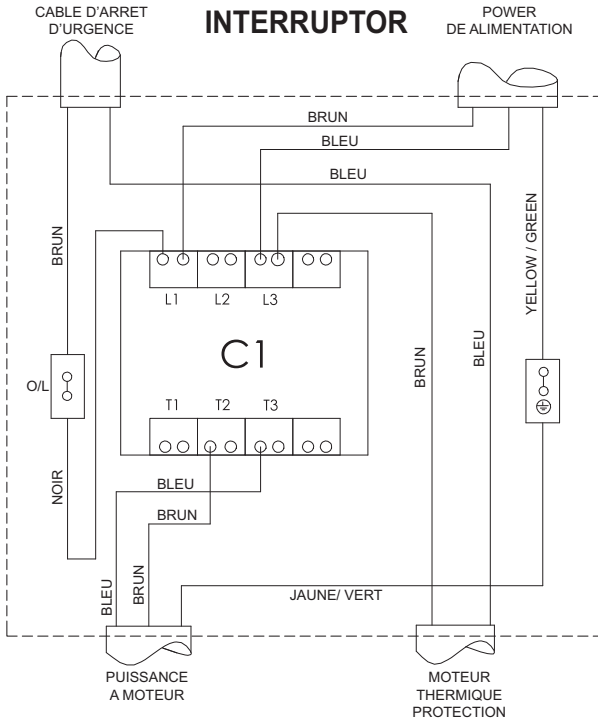 CABLE D'ARRET
D'URGENCE
INTERRUPTOR
POWER
DE ALIMENTATION
BRUN
BLEU
BLEU
BRUN
YELLOW / GREEN
L1
L2
L3
C1
BRUN
BLEU
O/L
T1
T2
T3
NOIR
BLEU
BRUN
BLEU
BRUN
JAUNE/ VERT
PUISSANCE
A MOTEUR
MOTEUR
THERMIQUE
PROTECTION